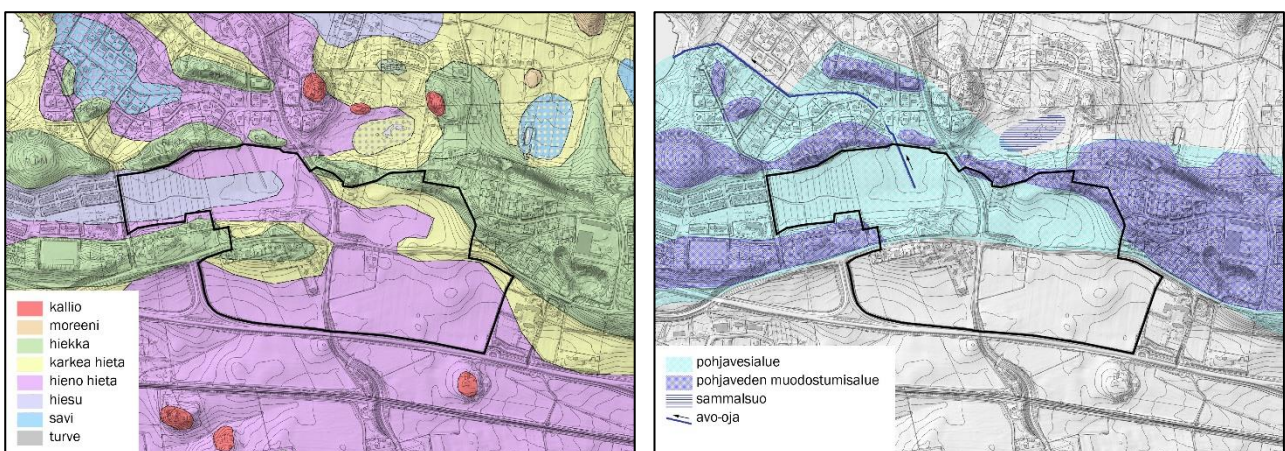 kallio
moreeni
hiekka
karkea hieta
hieno hieta
hiesu
savi
turve
pohjavesialue
pohjaveden muodostumisalue
sammalsuo
avo-oja